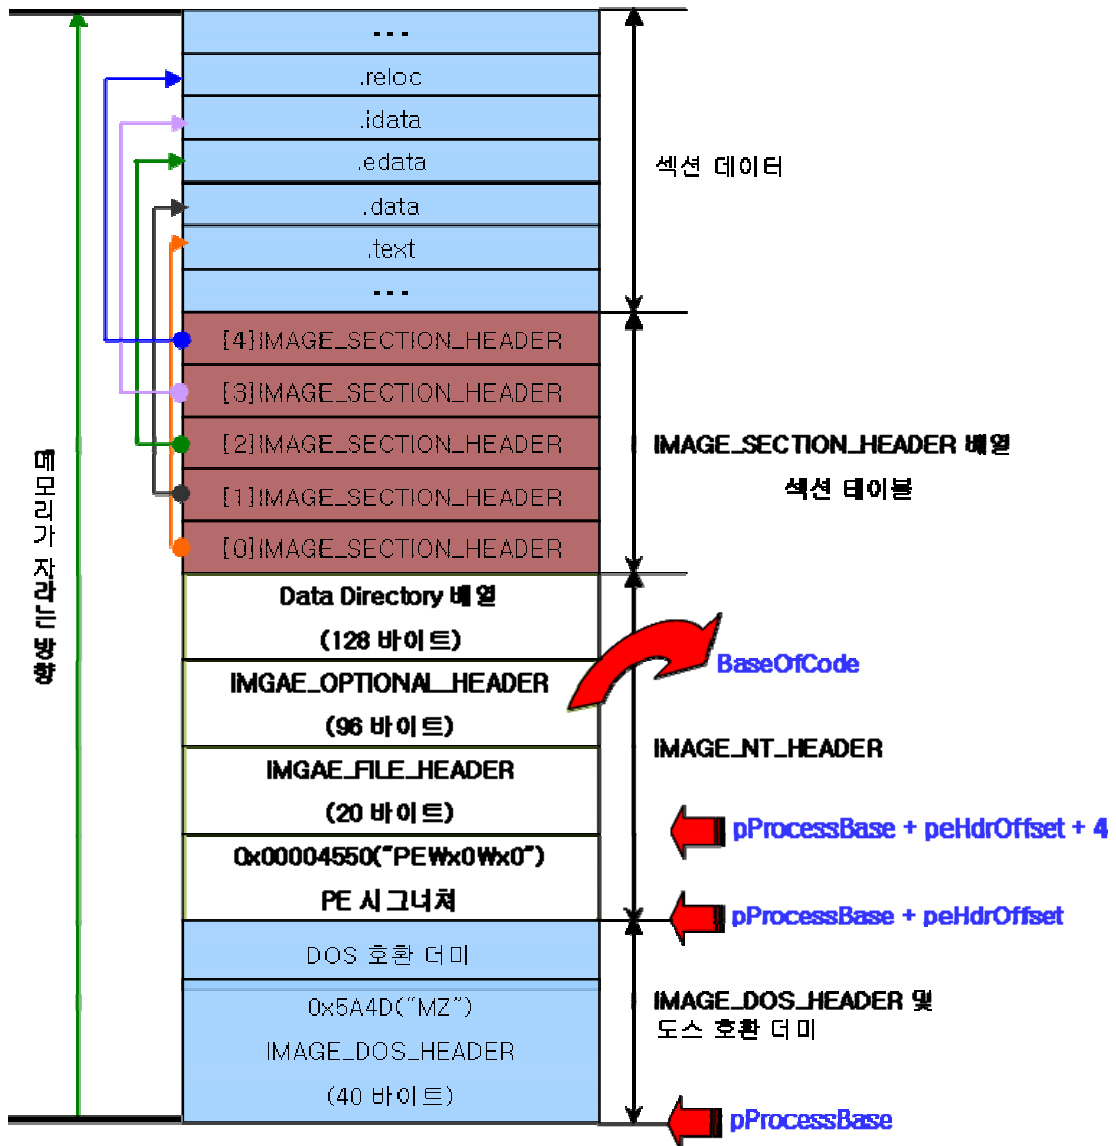 ...
.reloc
.idata
.edata
.data
.text
...
섹션 데이터
[4]IMAGE_SECTION_HEADER
[3]IMAGE_SECTION_HEADER
[2]IMAGE_SECTION_HEADER
[1]IMAGE_SECTION_HEADER
[0]IMAGE_SECTION_HEADER
IMAGE_SECTION_HEADER 배열
섹션 테이블
메모리가 자라는 방향
Data Directory 배열
(128 바이트)
BaseOfCode
IMGAE_OPTIONAL_HEADER
(96 바이트)
IMAGE_NT_HEADER
IMGAE_FILE_HEADER
(20 바이트)
pProcessBase + peHdrOffset + 4
0x00004550("PE₩x0₩x0")
PE 시그너쳐
pProcessBase + peHdrOffset
DOS 호환 더미
0x5A4D("MZ")
IMAGE_DOS_HEADER
(40 바이트)
IMAGE_DOS_HEADER 및
도스 호환 더미
pProcessBase